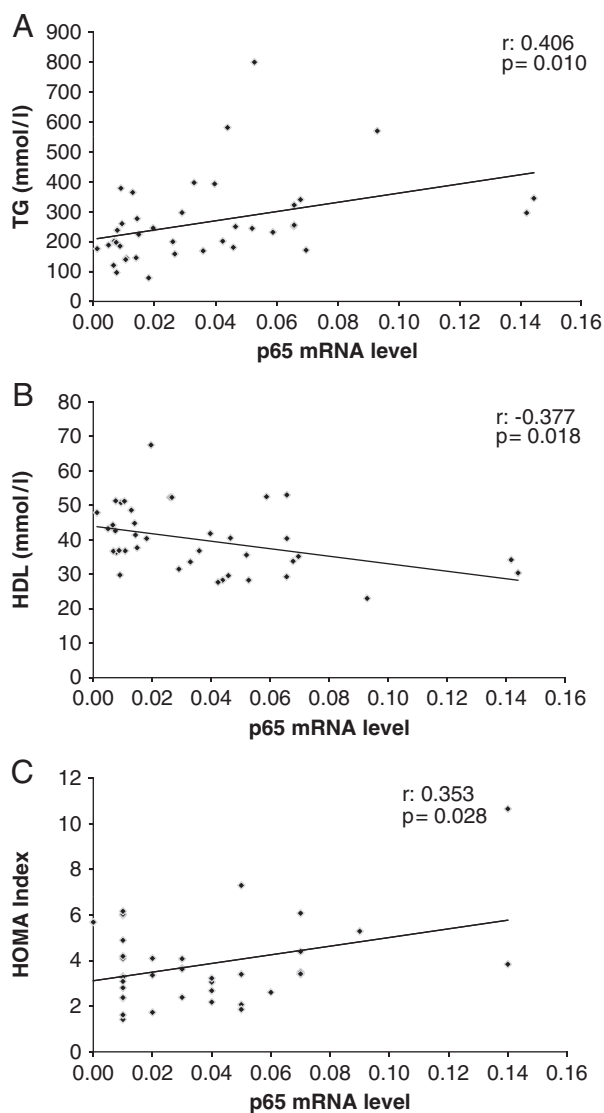 A
r: 0.406
p= 0.010
TG (mmol/l)
900
800
700
600
500
400
300
200
100
0
0.00 0.02 0.04 0.06 0.08 0.10 0.12 0.14 0.16
p65 mRNA level
B
r: -0.377
p= 0.018
HDL (mmol/l)
80
70
60
50
40
30
20
10
0
0.00 0.02 0.04 0.06 0.08 0.10 0.12 0.14 0.16
p65 mRNA level
C
r: 0.353
p= 0.028
HOMA Index
12
10
8
6
4
2
0
0.00 0.02 0.04 0.06 0.08 0.10 0.12 0.14 0.16
p65 mRNA level